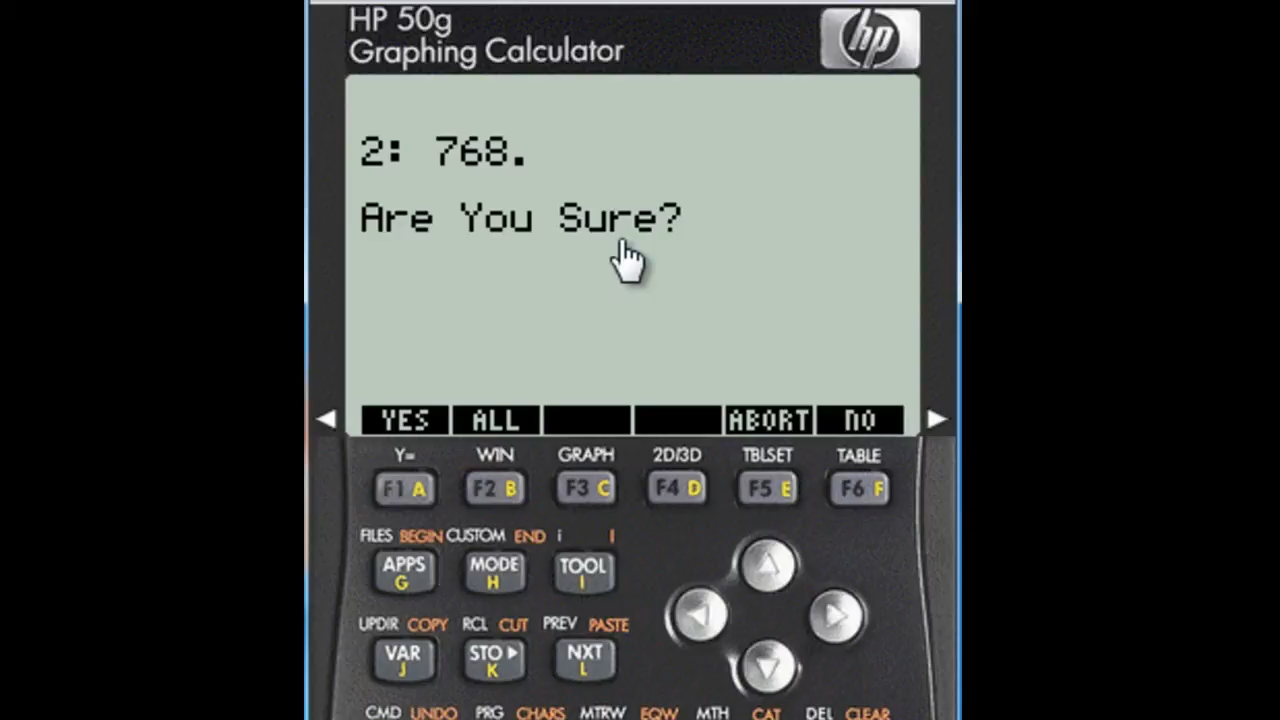 HP 50g
Graphing Calculator
hp
2: 768.
Are You Sure?
YES ALL ABORT NO
Y= WIN GRAPH 2D/3D TBLSET TABLE
F1 A F2 B F3 C F4 D F5 E F6 F
FILES BEGIN CUSTOM END i I
APPS MODE TOOL
G H I
UPDIR COPY RCL CUT PREV PASTE
VAR STO▶ NXT
J K L
CMD UNDO PRG CHARS MTRW EQW MTH CAT DEL CLEAR